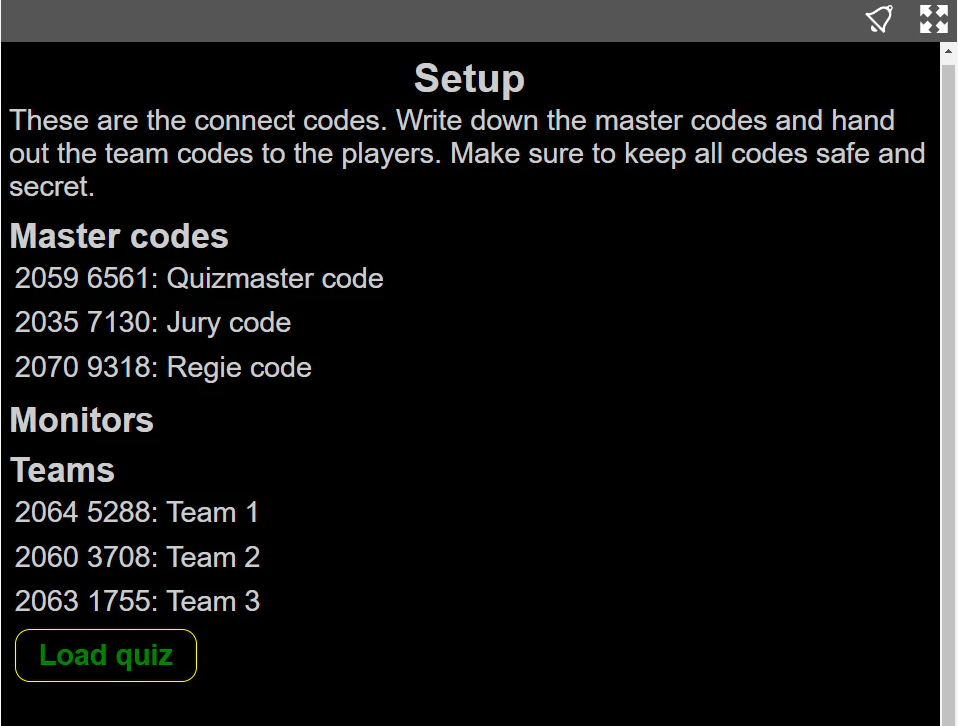 Setup
These are the connect codes. Write down the master codes and hand
out the team codes to the players. Make sure to keep all codes safe and
secret.
Master codes
2059 6561: Quizmaster code
2035 7130: Jury code
2070 9318: Regie code
Monitors
Teams
2064 5288: Team 1
2060 3708: Team 2
2063 1755: Team 3
Load quiz